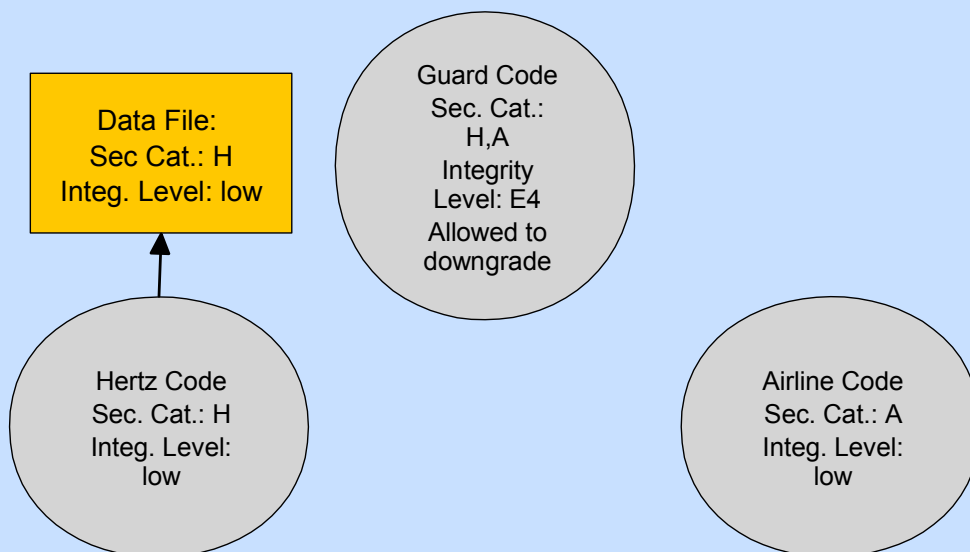 Data File:
Sec Cat.: H
Integ. Level: low
Guard Code
Sec. Cat.:
H,A
Integrity
Level: E4
Allowed to
downgrade
Hertz Code
Sec. Cat.: H
Integ. Level:
low
Airline Code
Sec. Cat.: A
Integ. Level:
low